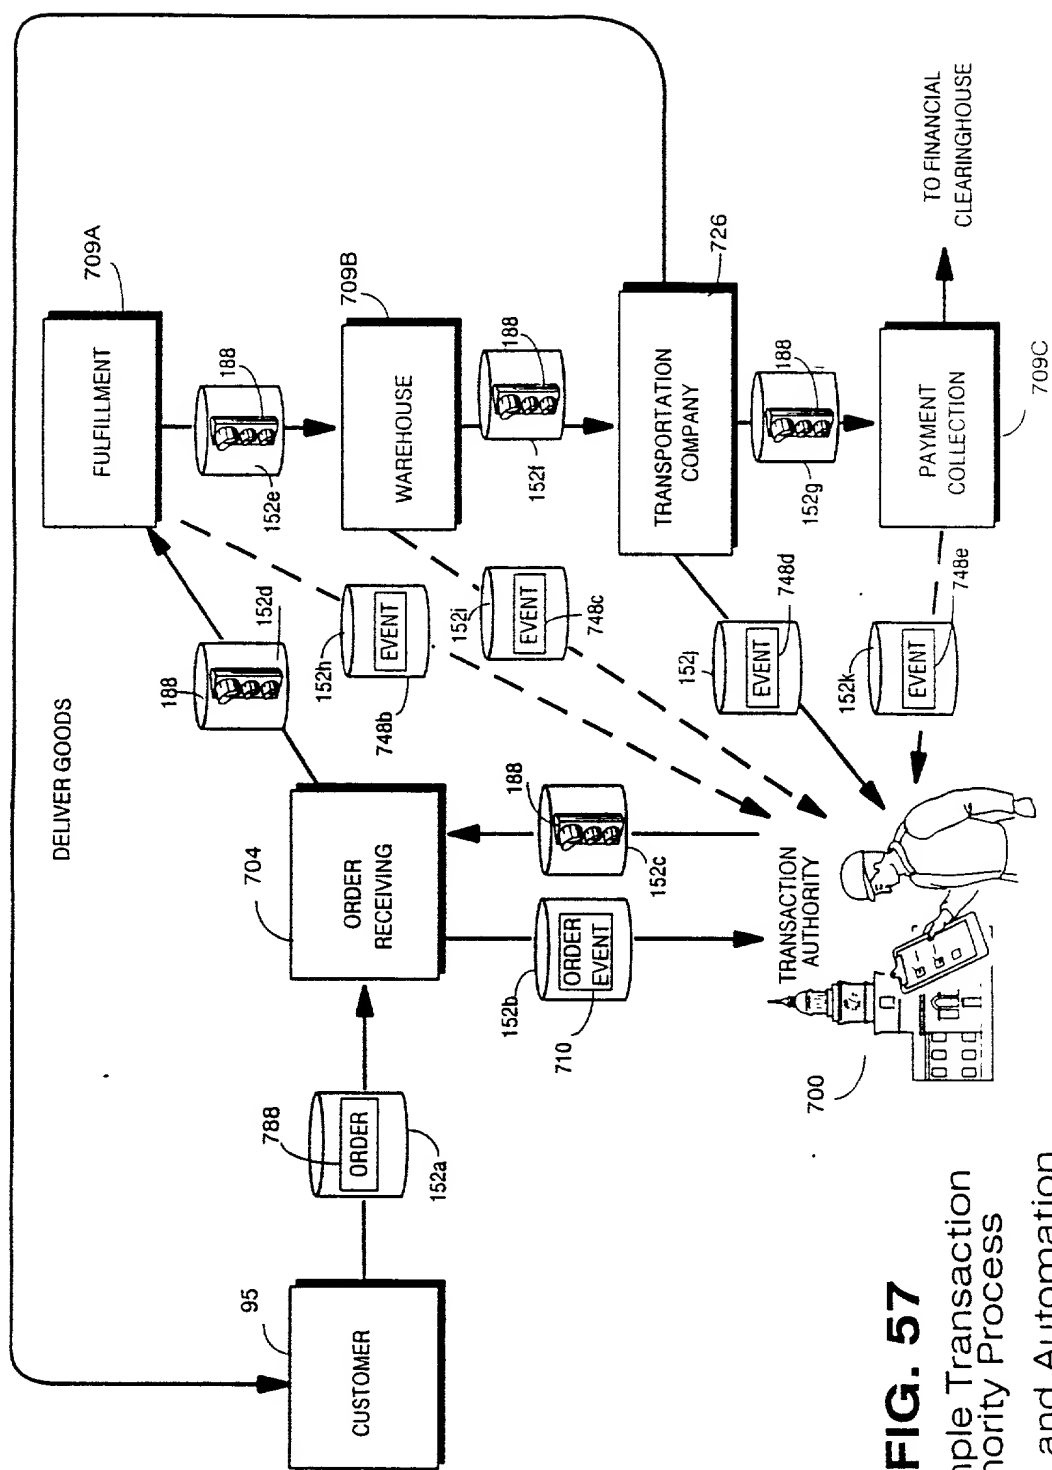 DELIVER GOODS
95
CUSTOMER
788
ORDER
152a
704
ORDER
RECEIVING
188
152d
709A
FULFILLMENT
188
152e
709B
WAREHOUSE
188
152f
726
TRANSPORTATION
COMPANY
188
152g
PAYMENT
COLLECTION
709C
TO FINANCIAL
CLEARINGHOUSE
152h
EVENT
748b
152i
EVENT
748c
152j
EVENT
748d
152k
EVENT
748e
152b
ORDER
EVENT
710
188
152c
TRANSACTION
AUTHORITY
700
FIG. 57
Transaction
Process
and Automation